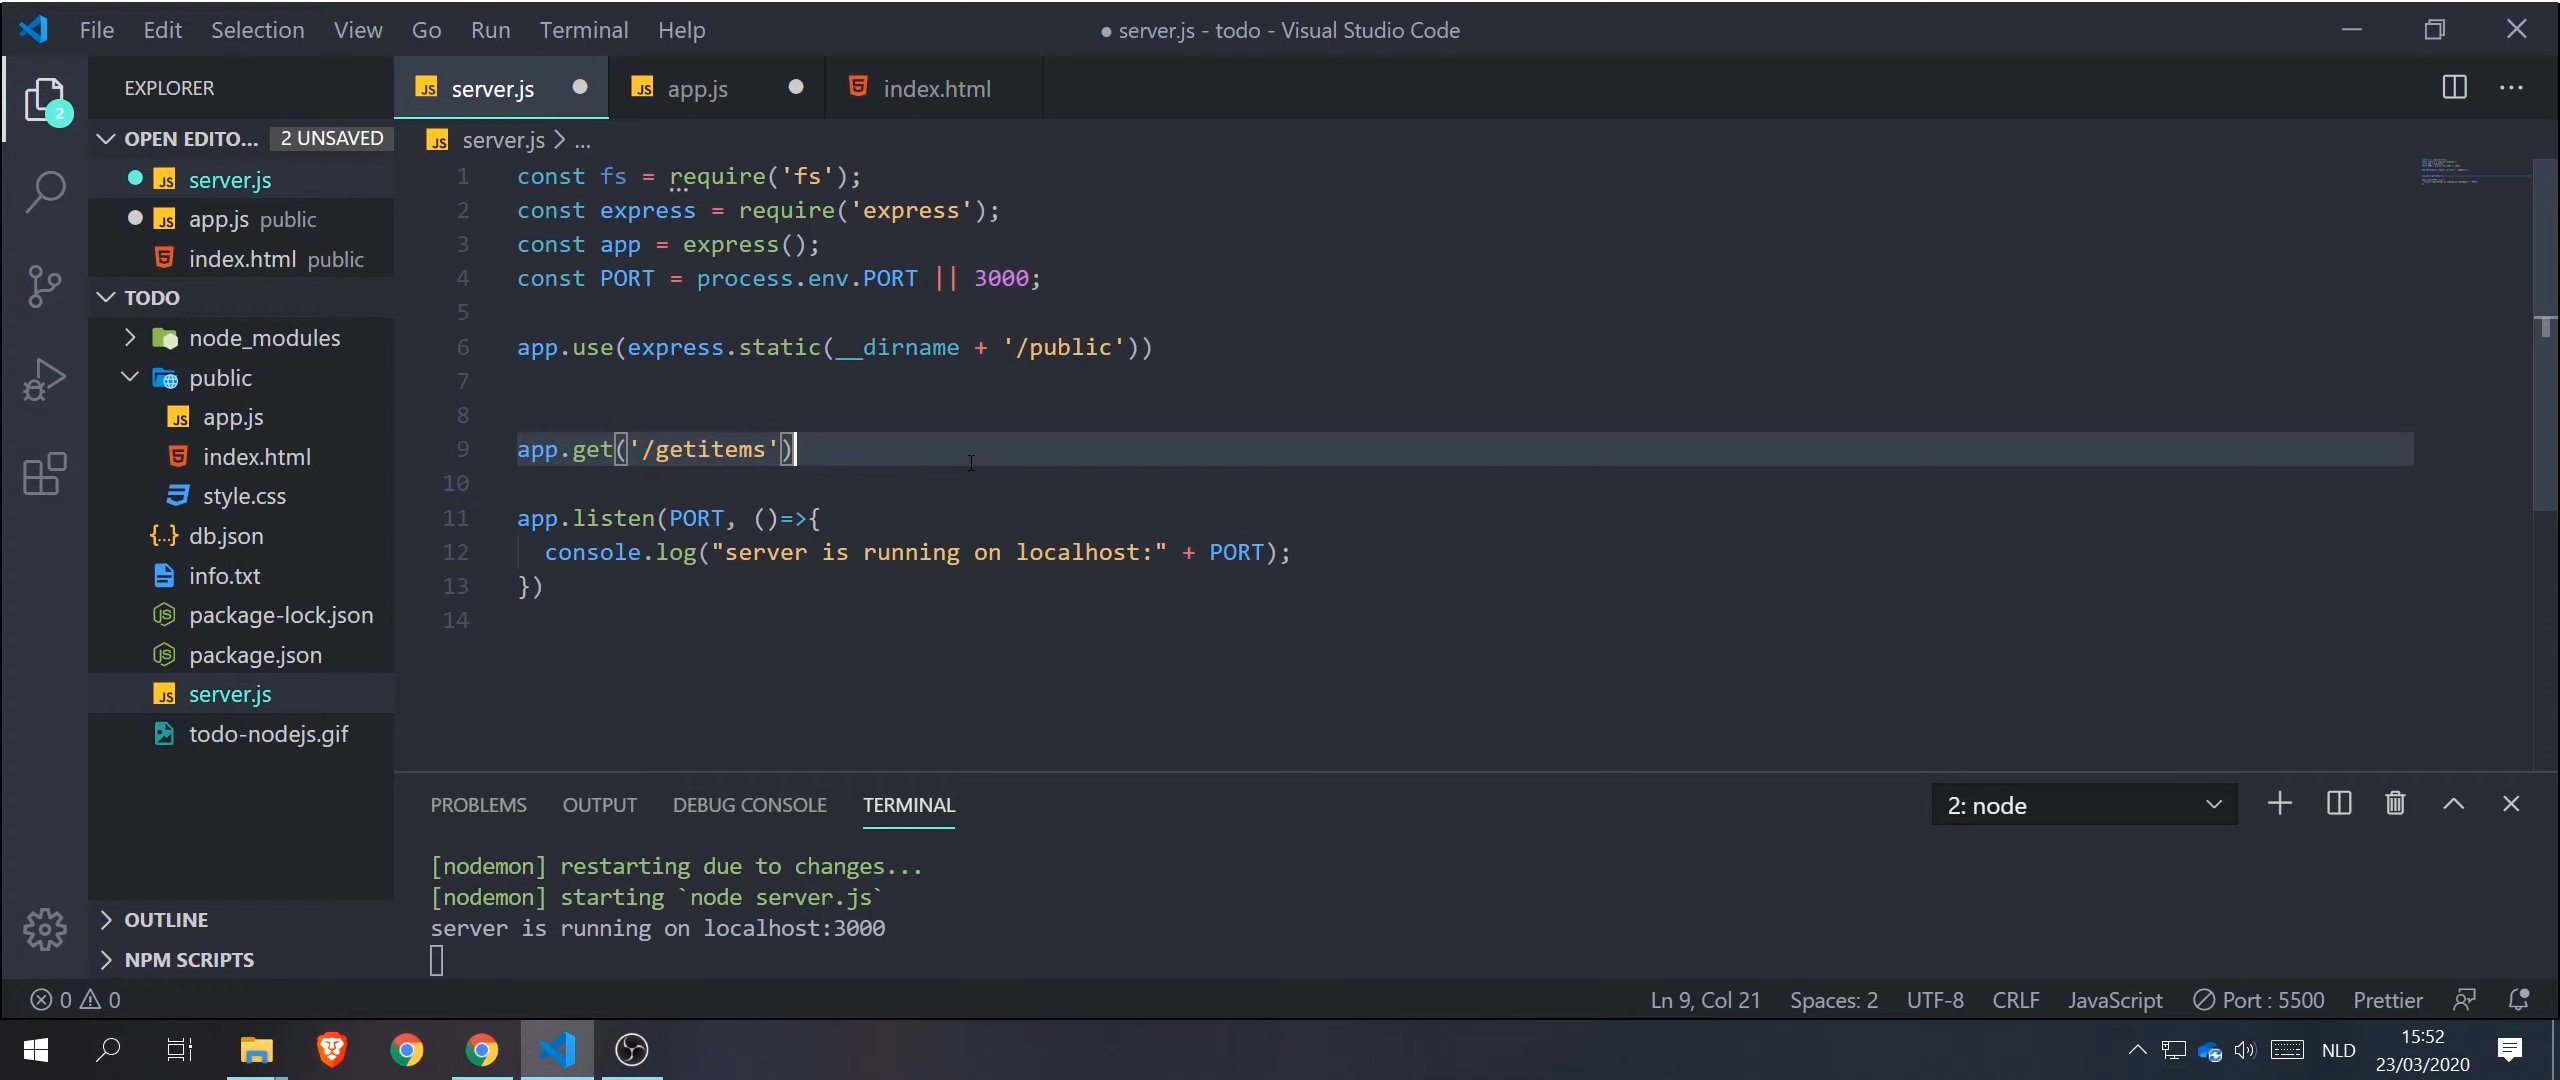 File Edit Selection View Go Run Terminal Help
● server.js - todo - Visual Studio Code
EXPLORER
OPEN EDITO... 2 UNSAVED
server.js
app.js public
index.html public
TODO
node_modules
public
app.js
index.html
style.css
db.json
info.txt
package-lock.json
package.json
server.js
todo-nodejs.gif
OUTLINE
NPM SCRIPTS
2
server.js app.js index.html
server.js > ...
1 const fs = require('fs');
2 const express = require('express');
3 const app = express();
4 const PORT = process.env.PORT || 3000;
5
6 app.use(express.static(__dirname + '/public'))
7
8
9 app.get('/getitems')
10
11 app.listen(PORT, ()=>{
12 console.log("server is running on localhost:" + PORT);
13 })
14
PROBLEMS OUTPUT DEBUG CONSOLE TERMINAL 2: node
[nodemon] restarting due to changes...
[nodemon] starting `node server.js`
server is running on localhost:3000
0 0 Ln 9, Col 21 Spaces: 2 UTF-8 CRLF JavaScript Port : 5500 Prettier
NLD 15:52
23/03/2020